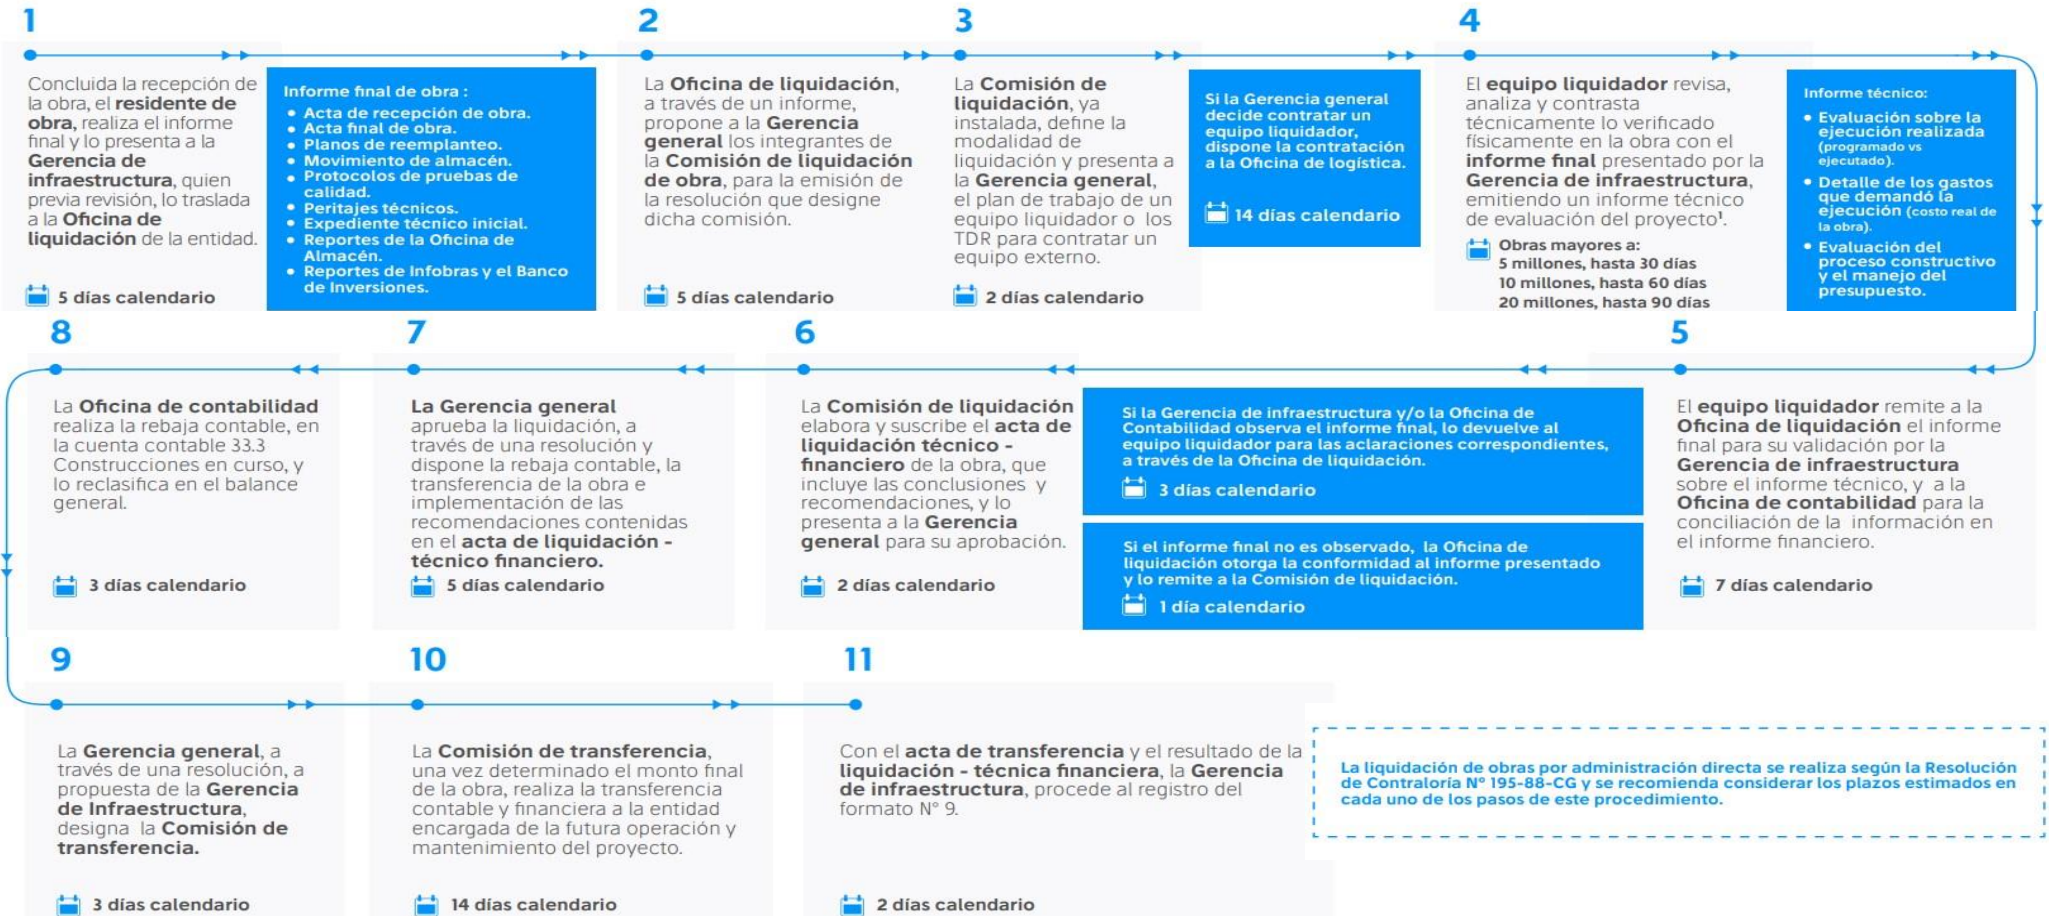 1
Concluida la recepción de
la obra, el residente de
obra, realiza el informe
final y lo presenta a la
Gerencia de
infraestructura, quien
previa revisión, lo traslada
a la Oficina de
liquidación de la entidad.
5 días calendario
Informe final de obra :
• Acta de recepción de obra.
• Acta final de obra.
• Planos de reemplanteo.
• Movimiento de almacén.
• Protocolos de pruebas de
calidad.
• Peritajes técnicos.
• Expediente técnico inicial.
• Reportes de la Oficina de
Almacén.
• Reportes de Infobras y el Banco
de Inversiones.
2
La Oficina de liquidación,
a través de un informe,
propone a la Gerencia
general los integrantes de
la Comisión de liquidación
de obra, para la emisión de
la resolución que designe
dicha comisión.
5 días calendario
3
La Comisión de
liquidación, ya
instalada, define la
modalidad de
liquidación y presenta a
la Gerencia general,
el plan de trabajo de un
equipo liquidador o los
TDR para contratar un
equipo externo.
2 días calendario
Si la Gerencia general
decide contratar un
equipo liquidador,
dispone la contratación
a la Oficina de logística.
14 días calendario
4
El equipo liquidador revisa,
analiza y contrasta
técnicamente lo verificado
físicamente en la obra con el
informe final presentado por la
Gerencia de infraestructura,
emitiendo un informe técnico
de evaluación del proyecto¹.
Obras mayores a:
5 millones, hasta 30 días
10 millones, hasta 60 días
20 millones, hasta 90 días
Informe técnico:
• Evaluación sobre la
ejecución realizada
(programado vs
ejecutado).
• Detalle de los gastos
que demandó la
ejecución (costo real de
la obra).
• Evaluación del
proceso constructivo
y el manejo del
presupuesto.
5
El equipo liquidador remite a la
Oficina de liquidación el informe
final para su validación por la
Gerencia de infraestructura
sobre el informe técnico, y a la
Oficina de contabilidad para la
conciliación de la información en
el informe financiero.
7 días calendario
Si la Gerencia de infraestructura y/o la Oficina de
Contabilidad observa el informe final, lo devuelve al
equipo liquidador para las aclaraciones correspondientes,
a través de la Oficina de liquidación.
3 días calendario
Si el informe final no es observado, la Oficina de
liquidación otorga la conformidad al informe presentado
y lo remite a la Comisión de liquidación.
1 día calendario
6
La Comisión de liquidación
elabora y suscribe el acta de
liquidación técnico -
financiero de la obra, que
incluye las conclusiones y
recomendaciones, y lo
presenta a la Gerencia
general para su aprobación.
2 días calendario
7
La Gerencia general
aprueba la liquidación, a
través de una resolución y
dispone la rebaja contable, la
transferencia de la obra e
implementación de las
recomendaciones contenidas
en el acta de liquidación -
técnico financiero.
5 días calendario
8
La Oficina de contabilidad
realiza la rebaja contable, en
la cuenta contable 33.3
Construcciones en curso, y
lo reclasifica en el balance
general.
3 días calendario
9
La Gerencia general, a
través de una resolución, a
propuesta de la Gerencia
de Infraestructura,
designa la Comisión de
transferencia.
3 días calendario
10
La Comisión de transferencia,
una vez determinado el monto final
de la obra, realiza la transferencia
contable y financiera a la entidad
encargada de la futura operación y
mantenimiento del proyecto.
14 días calendario
11
Con el acta de transferencia y el resultado de la
liquidación - técnica financiera, la Gerencia
de infraestructura, procede al registro del
formato N° 9.
2 días calendario
La liquidación de obras por administración directa se realiza según la Resolución
de Contraloría N° 195-88-CG y se recomienda considerar los plazos estimados en
cada uno de los pasos de este procedimiento.